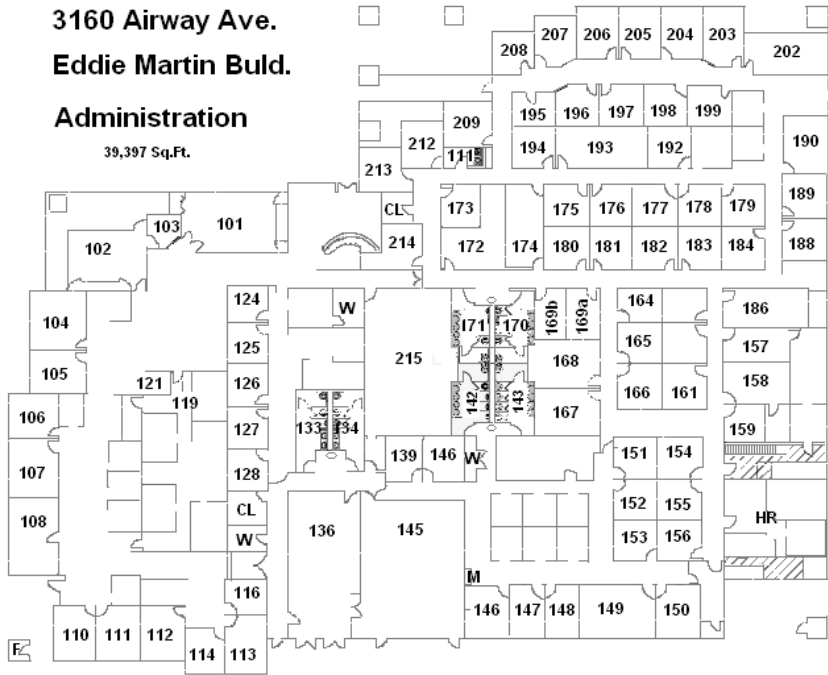 3160 Airway Ave.
Eddie Martin Buld.
Administration
39,397 Sq.Ft.
208 207 206 205 204 203 202
209
195 196 197 198 199
212
111
194 193 192
190
213
189
CL
173 175 176 177 178 179
103 101
102
214
172 174 180 181 182 183 184 188
104
124
W
171 170 169b 169a
164
186
125
215
165
157
105
121
126
168
119
166 161
158
106
133 134
142 143
167
127
159
107
139 146 W
151 154
128
108
CL
136 145
152 155
HR
W
153 156
M
116
146 147 148 149 150
110 111 112
114 113
F